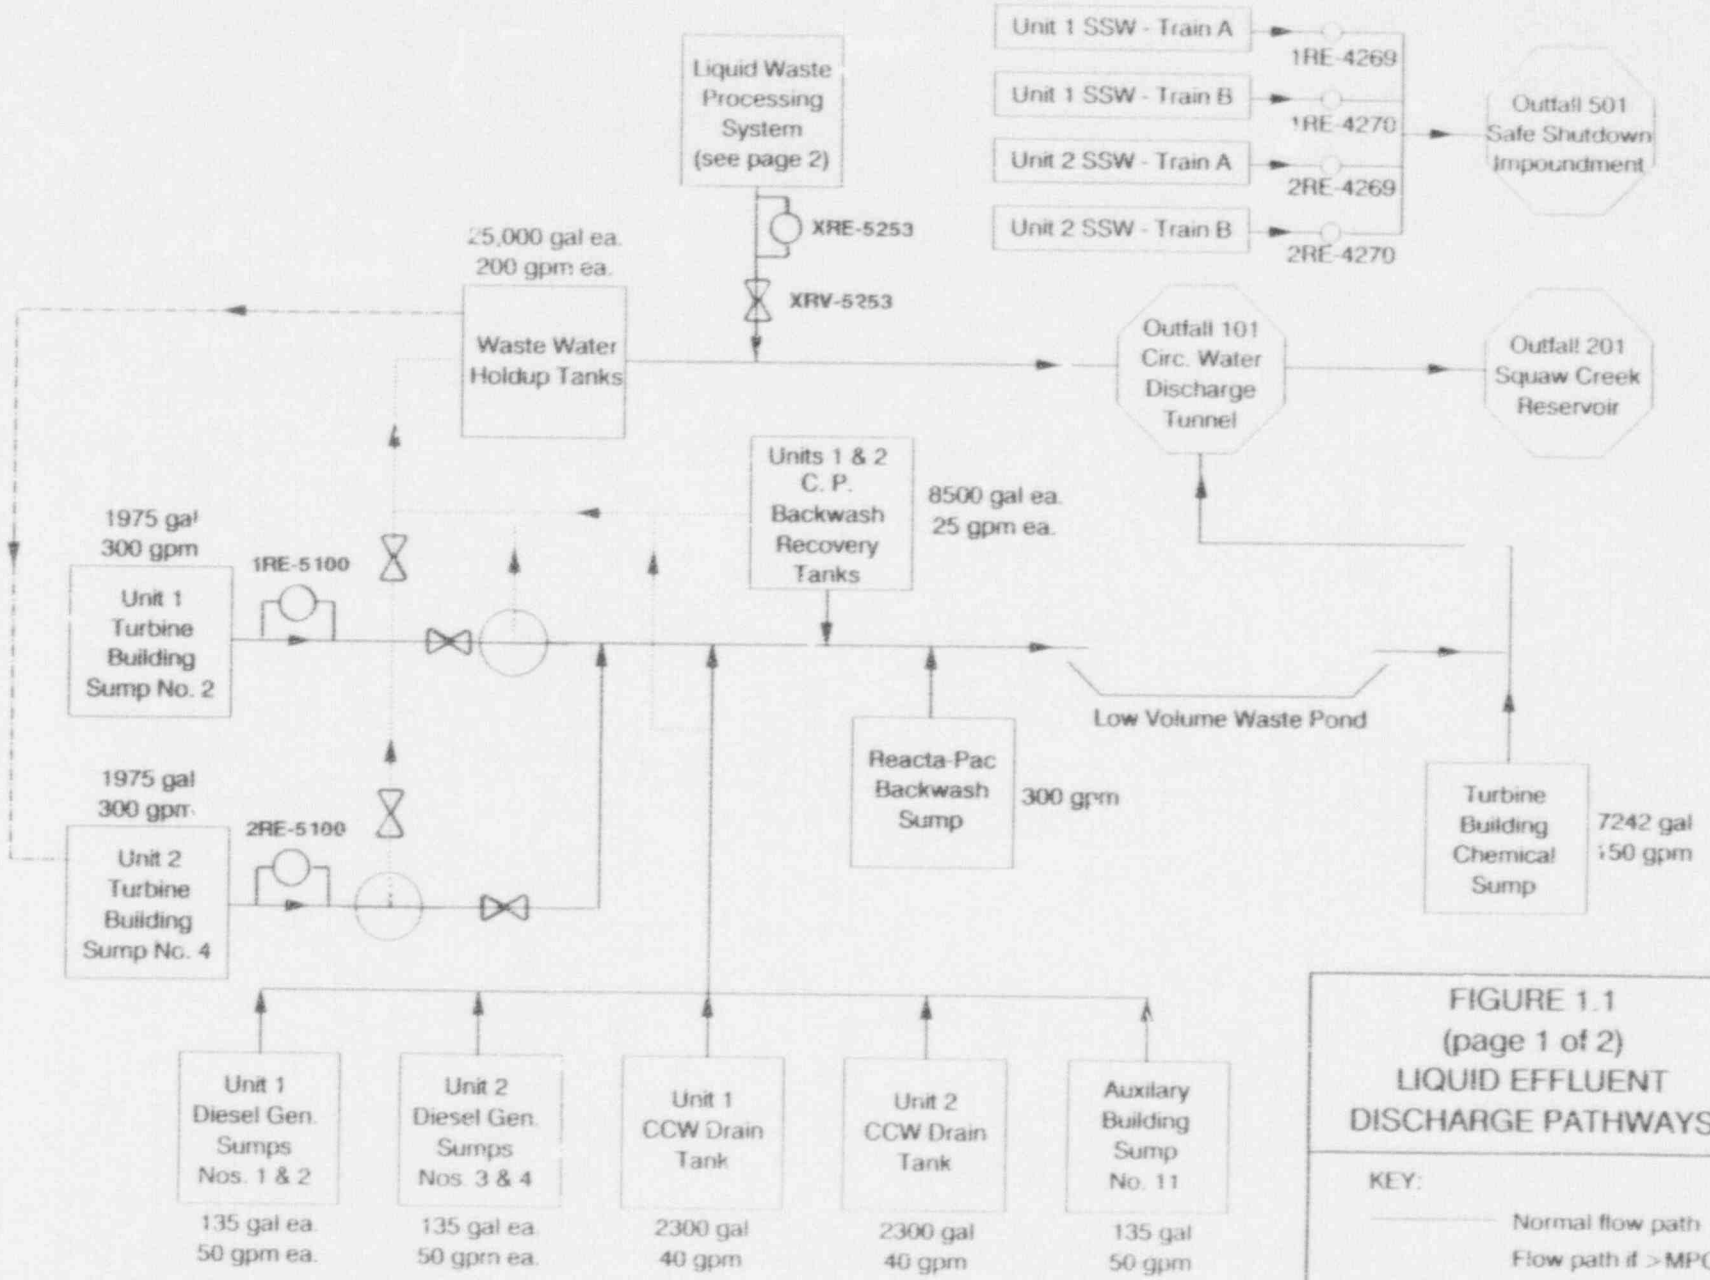 Unit 1 SSW - Train A
1RE-4269
Unit 1 SSW - Train B
1RE-4270
Unit 2 SSW - Train A
2RE-4269
Unit 2 SSW - Train B
2RE-4270
Outfall 501
Safe Shutdown
Impoundment
Liquid Waste
Processing
System
(see page 2)
XRE-5253
XRV-5253
25,000 gal ea.
200 gpm ea.
Waste Water
Holdup Tanks
Outfall 101
Circ. Water
Discharge
Tunnel
Outfall 201
Squaw Creek
Reservoir
Units 1 & 2
C. P.
Backwash
Recovery
Tanks
8500 gal ea.
25 gpm ea.
1975 gal
300 gpm
1RE-5100
Unit 1
Turbine
Building
Sump No. 2
Low Volume Waste Pond
Reacta-Pac
Backwash
Sump
300 gpm
1975 gal
300 gpm
2RE-5100
Unit 2
Turbine
Building
Sump No. 4
Turbine
Building
Chemical
Sump
7242 gal
gpm
Unit 1
Diesel Gen.
Sumps
Nos. 1 & 2
135 gal ea.
50 gpm ea.
Unit 2
Diesel Gen.
Sumps
Nos. 3 & 4
135 gal ea.
50 gpm ea.
Unit 1
CCW Drain
Tank
2300 gal
40 gpm
Unit 2
CCW Drain
Tank
2300 gal
40 gpm
Auxilary
Building
Sump
No. 11
135 gal
50 gpm
FIGURE 1.1
(page 1 of 2)
LIQUID EFFLUENT
DISCHARGE PATHWAYS
KEY:
Normal flow path
Flow path if >MPC